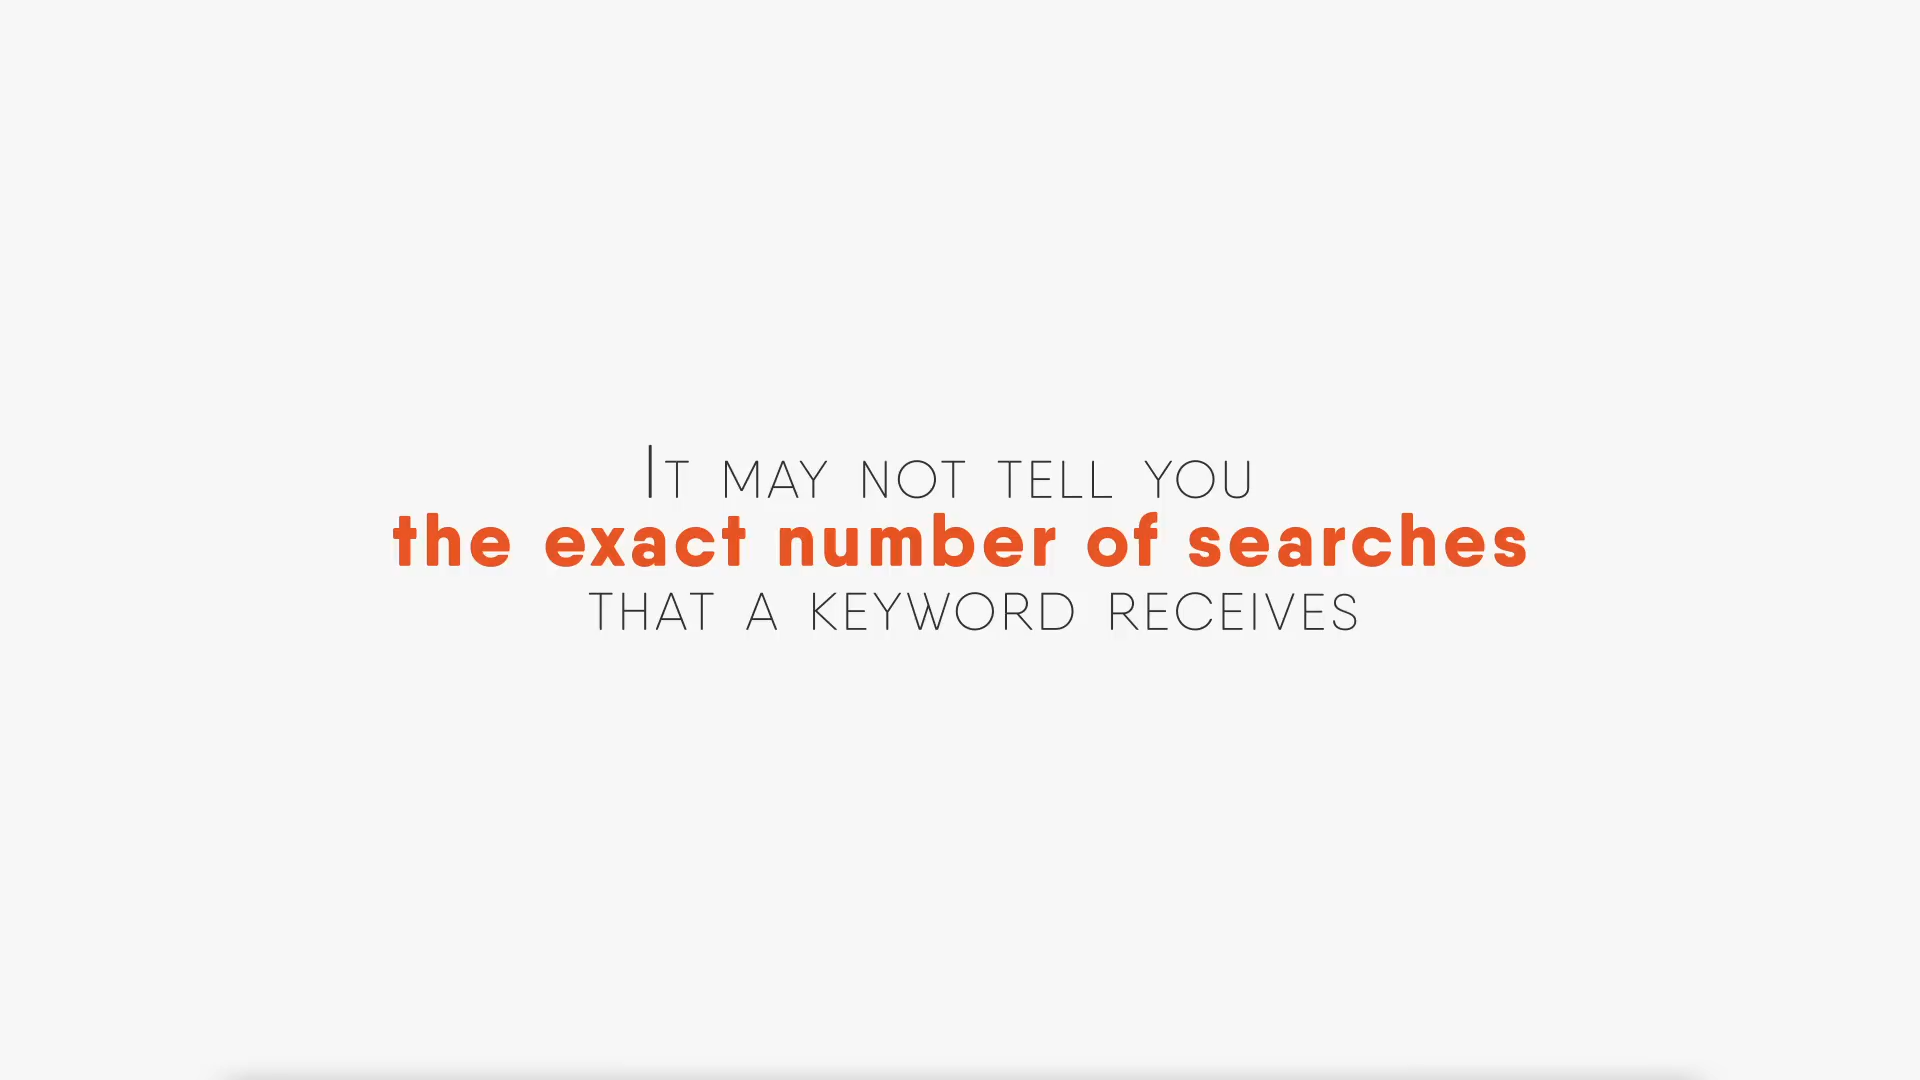 It may not tell you
the exact number of searches
that a keyword receives